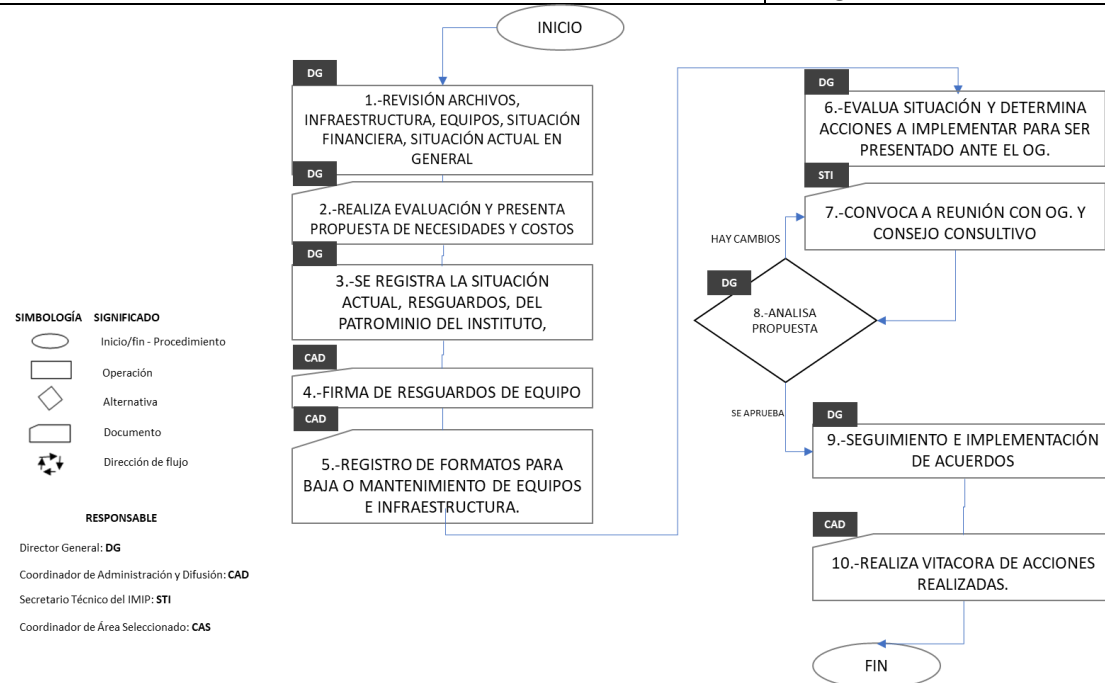 INICIO
DG
1.-REVISIÓN ARCHIVOS,
INFRAESTRUCTURA, EQUIPOS, SITUACIÓN
FINANCIERA, SITUACIÓN ACTUAL EN
GENERAL
DG
2.-REALIZA EVALUACIÓN Y PRESENTA
PROPUESTA DE NECESIDADES Y COSTOS
DG
3.-SE REGISTRA LA SITUACIÓN
ACTUAL, RESGUARDOS, DEL
PATROMINIO DEL INSTITUTO,
CAD
4.-FIRMA DE RESGUARDOS DE EQUIPO
CAD
5.-REGISTRO DE FORMATOS PARA
BAJA O MANTENIMIENTO DE EQUIPOS
E INFRAESTRUCTURA.
DG
6.-EVALUA SITUACIÓN Y DETERMINA
ACCIONES A IMPLEMENTAR PARA SER
PRESENTADO ANTE EL OG.
STI
7.-CONVOCA A REUNIÓN CON OG. Y
CONSEJO CONSULTIVO
HAY CAMBIOS
DG
8.-ANALISA
PROPUESTA
SE APRUEBA
DG
9.-SEGUIMIENTO E IMPLEMENTACIÓN
DE ACUERDOS
CAD
10.-REALIZA VITACORA DE ACCIONES
REALIZADAS.
FIN
SIMBOLOGÍA SIGNIFICADO
Inicio/fin - Procedimiento
Operación
Alternativa
Documento
Dirección de flujo
RESPONSABLE
Director General: DG
Coordinador de Administración y Difusión: CAD
Secretario Técnico del IMIP: STI
Coordinador de Área Seleccionado: CAS